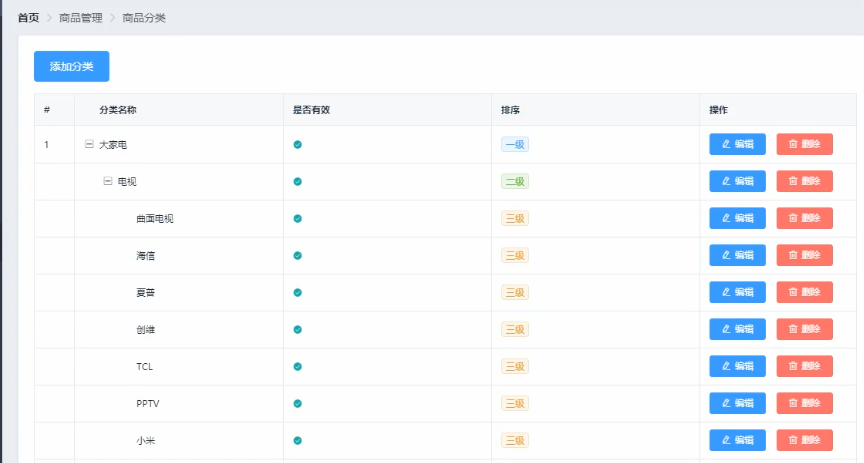 首页 > 商品管理 > 商品分类
添加分类
# 分类名称 是否有效 排序 操作
1 大家电 一级 编辑 删除
电视 二级 编辑 删除
曲面电视 三级 编辑 删除
海信 三级 编辑 删除
夏普 三级 编辑 删除
创维 三级 编辑 删除
TCL 三级 编辑 删除
PPTV 三级 编辑 删除
小米 三级 编辑 删除